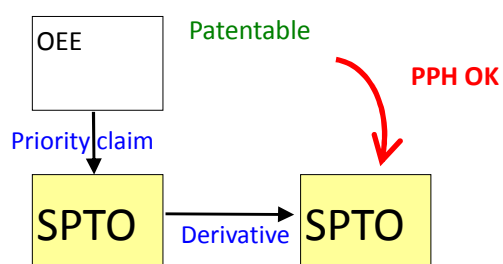 OEE
Patentable
PPH OK
Priority claim
SPTO
Derivative
SPTO